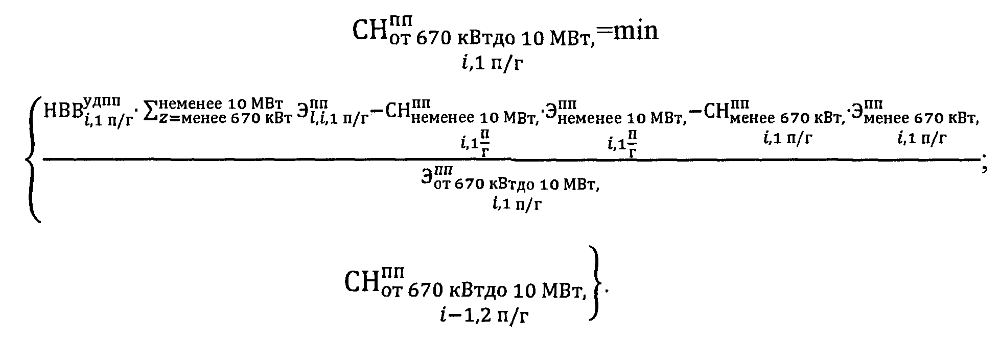 СН^пп_от 670 кВтдо 10 МВт, i,1 п/г =min
{ НВВ^удпп_i,1 п/г · ∑^неменее 10 МВт_z=менее 670 кВт Э^пп_l,i,1 п/г − СН^пп_неменее 10 МВт, i,1 п/г · Э^пп_неменее 10 МВт, i,1 п/г − СН^пп_менее 670 кВт, i,1 п/г · Э^пп_менее 670 кВт, i,1 п/г
Э^пп_от 670 кВтдо 10 МВт, i,1 п/г ;
СН^пп_от 670 кВтдо 10 МВт, i−1,2 п/г } .